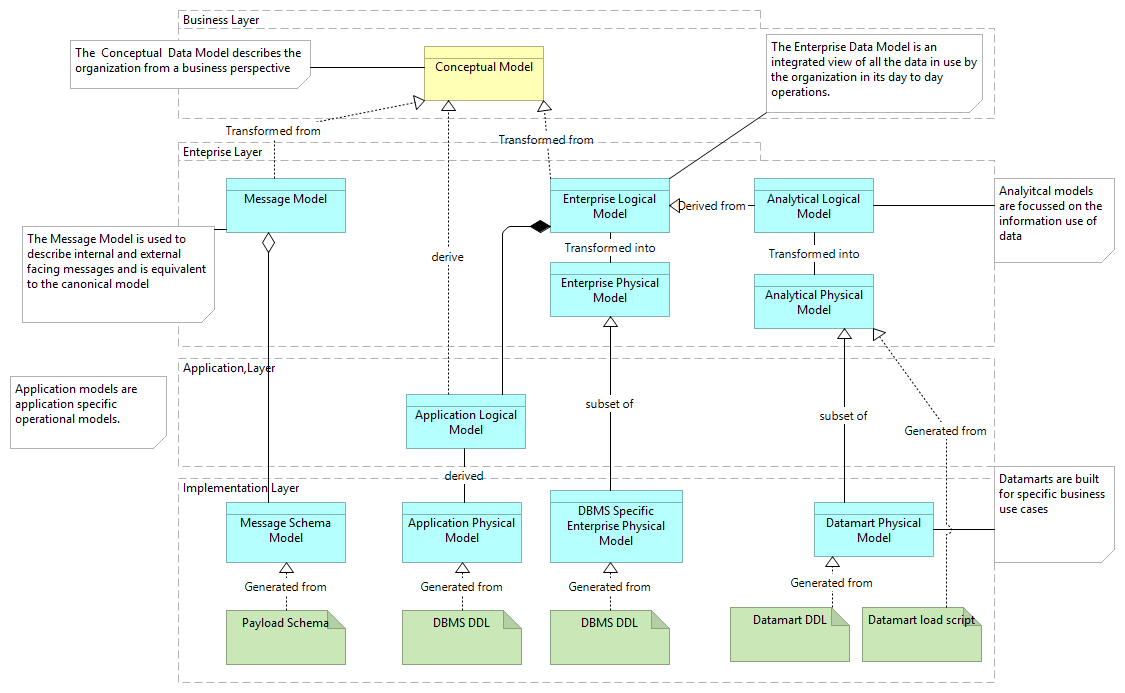 Business Layer
The  Conceptual  Data Model describes the
organization from a business perspective
Conceptual Model
The Enterprise Data Model is an
integrated view of all the data in use by
the organization in its day to day
operations.
Transformed from
Transformed from
Enteprise Layer
Message Model
Enterprise Logical
Model
Derived from
Analytical Logical
Model
Analyitcal models
are focussed on the
information use of
data
The Message Model is used to
describe internal and external
facing messages and is equivalent
to the canonical model
derive
Transformed into
Transformed into
Enterprise Physical
Model
Analytical Physical
Model
Application,Layer
Application models are
application specific
operational models.
Application Logical
Model
subset of
subset of
Generated from
derived
Implementation Layer
Message Schema
Model
Application Physical
Model
DBMS Specific
Enterprise Physical
Model
Datamart Physical
Model
Datamarts are built
for specific business
use cases
Generated from
Generated from
Generated from
Generated from
Payload Schema
DBMS DDL
DBMS DDL
Datamart DDL
Datamart load script